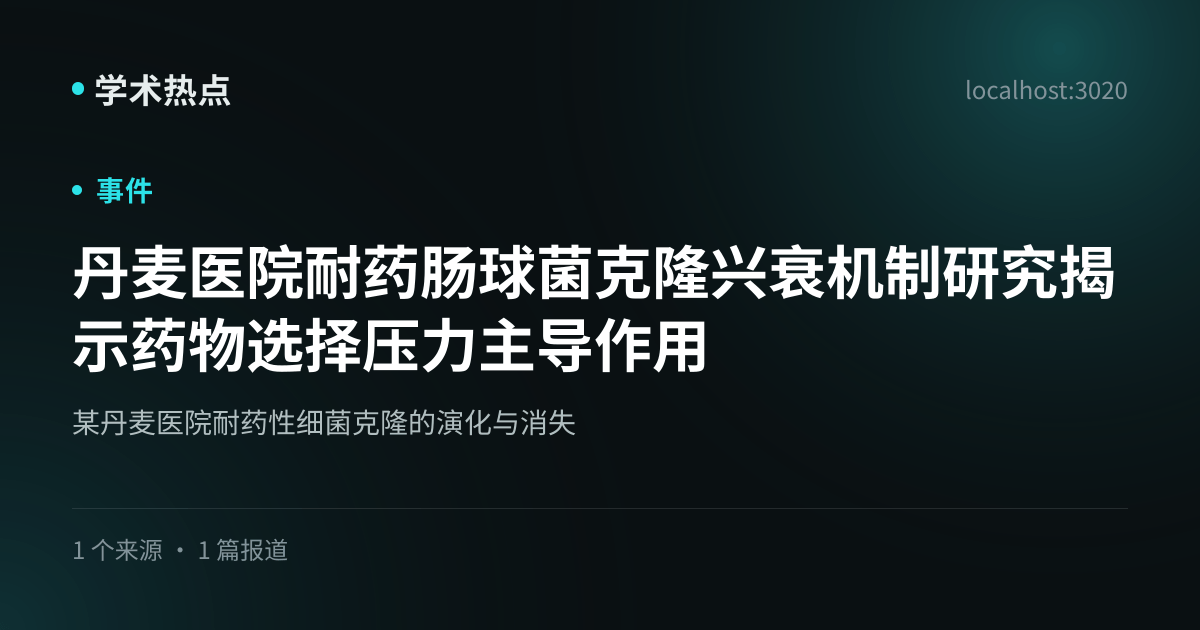 学术热点
localhost:3020
事件
丹麦医院耐药肠球菌克隆兴衰机制研究揭
示药物选择压力主导作用
某丹麦医院耐药性细菌克隆的演化与消失
1 个来源 · 1 篇报道